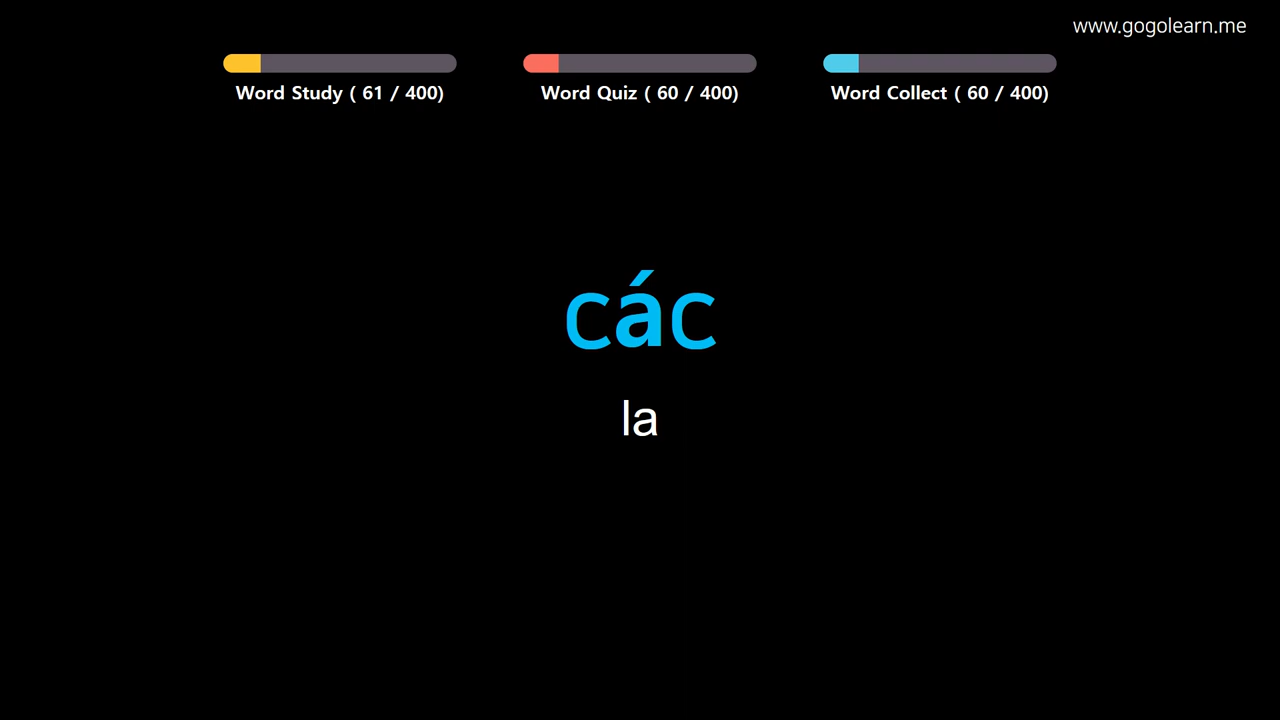 www.gogolearn.me
Word Study ( 61 / 400)
Word Quiz ( 60 / 400)
Word Collect ( 60 / 400)
các
la